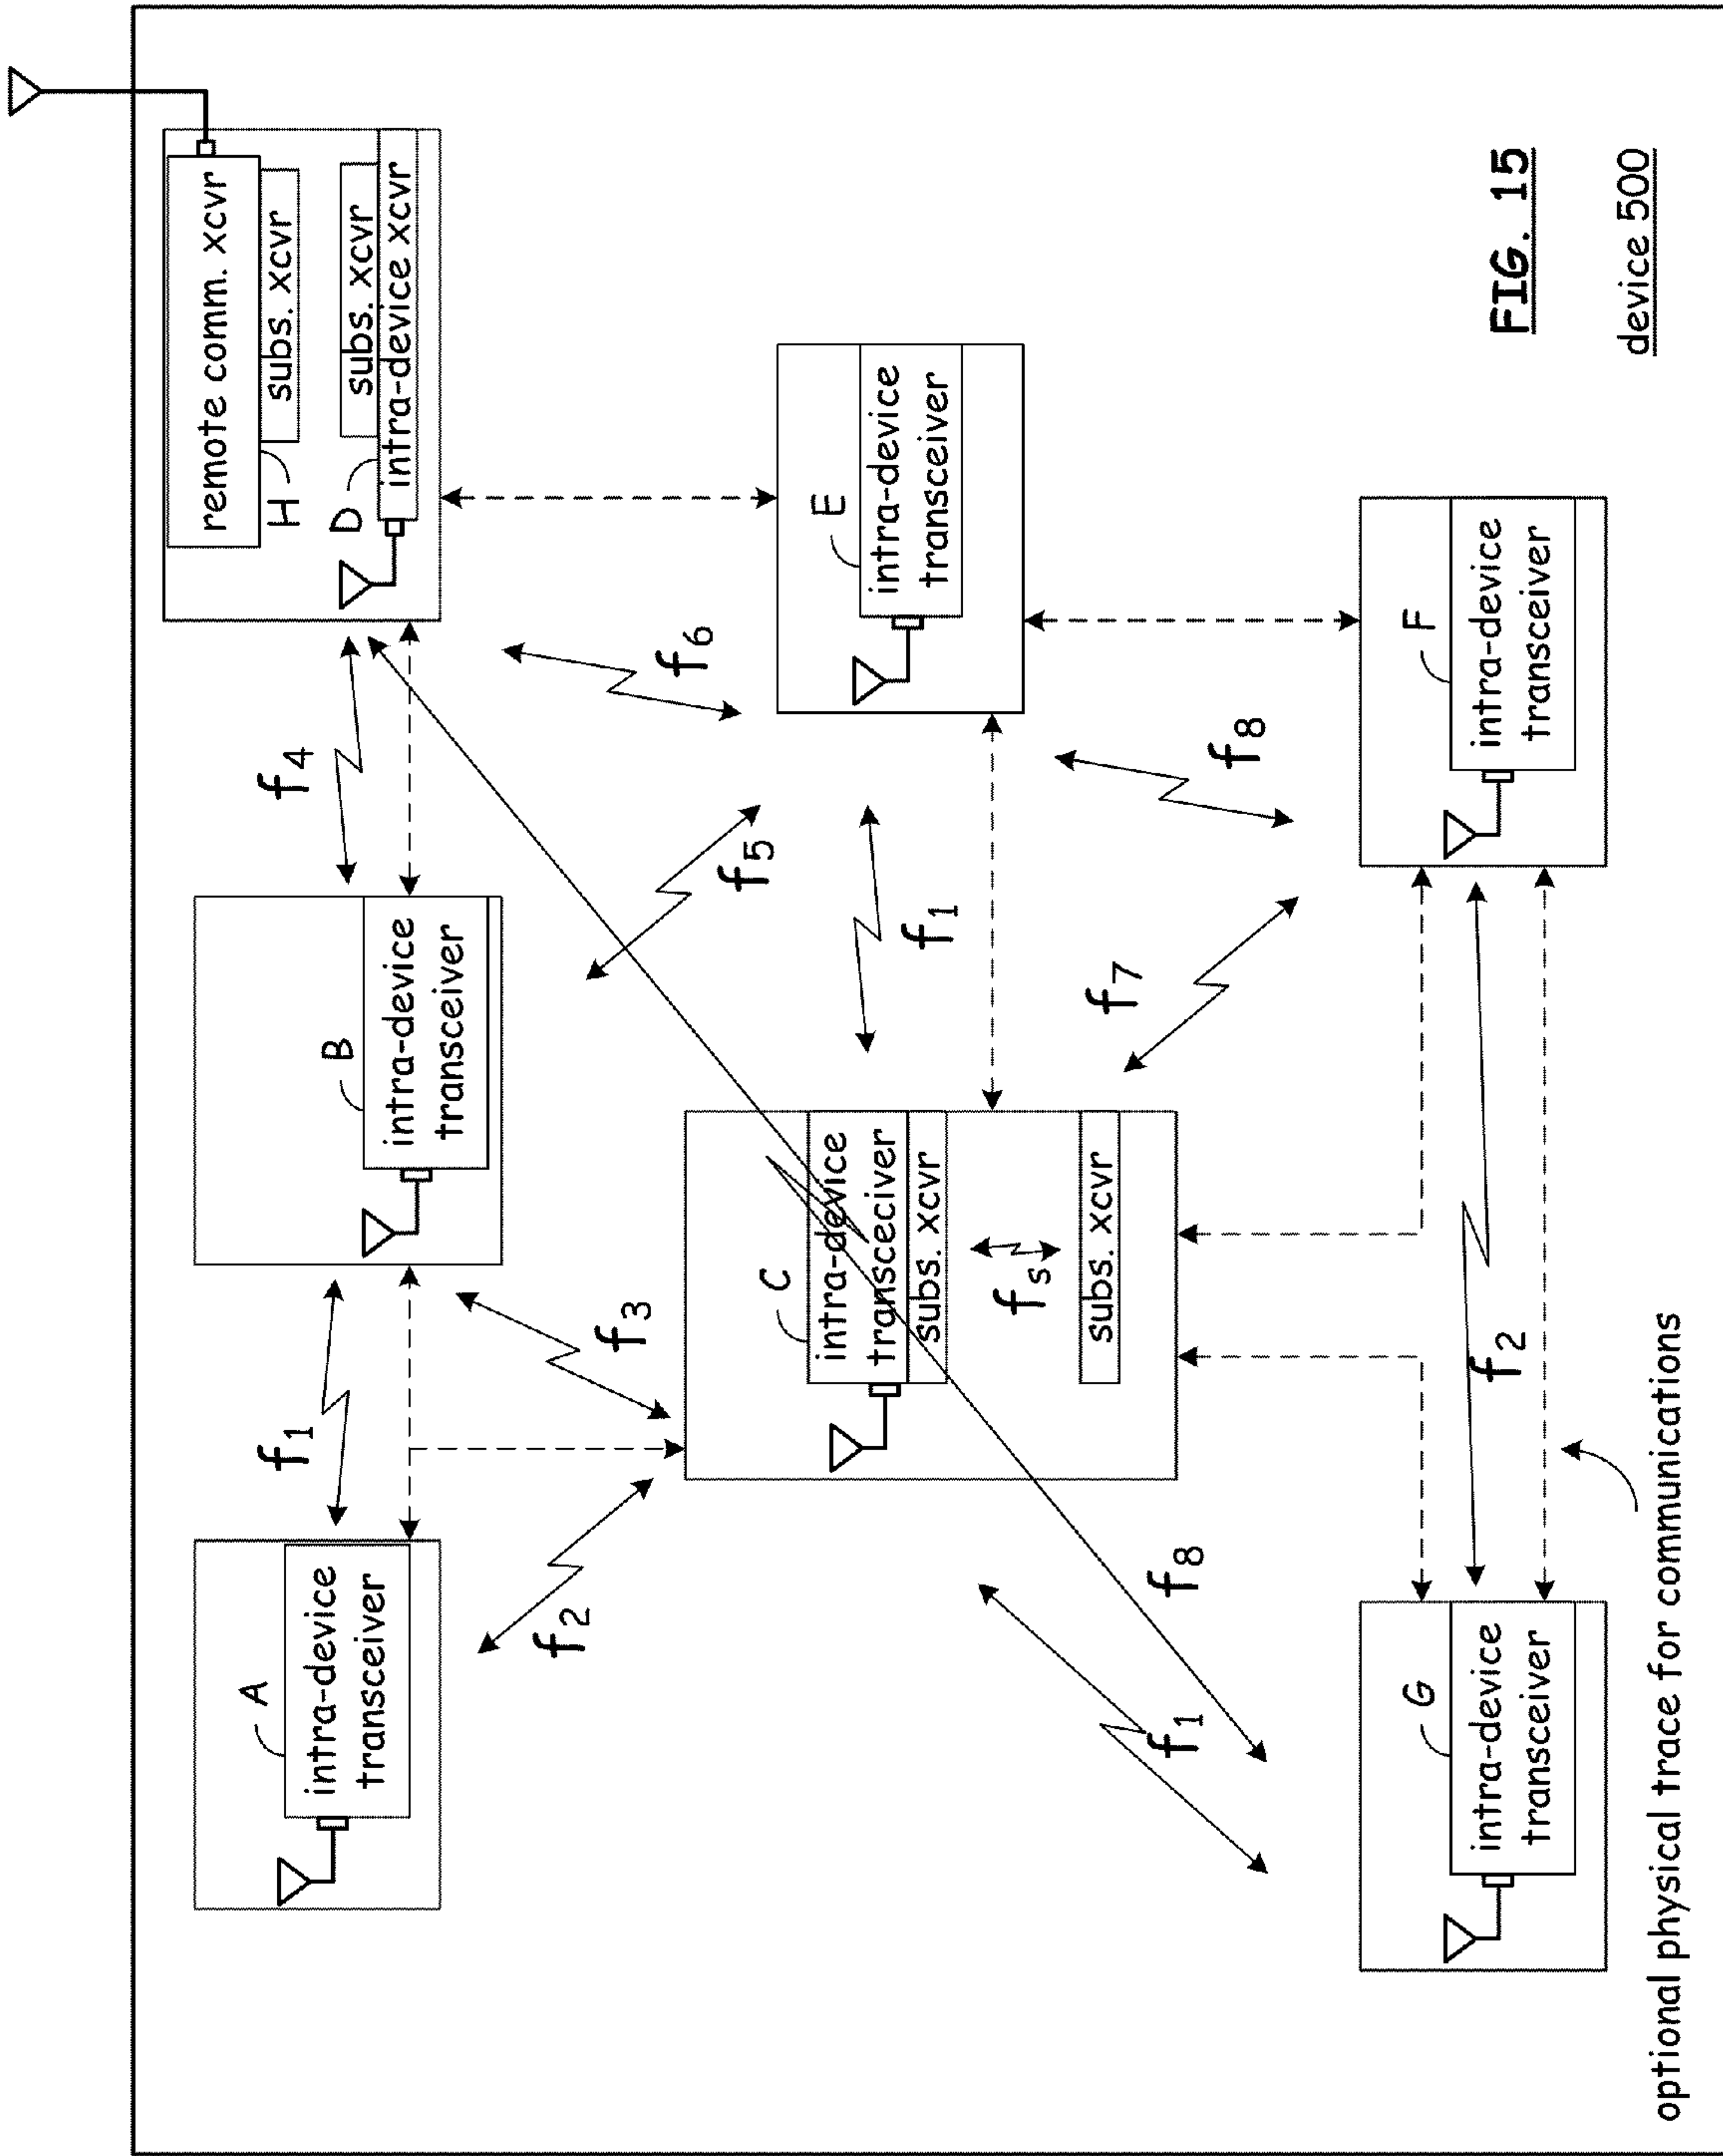 A
intra-device
transceiver
f1
B
intra-device
transceiver
f4
remote comm. xcvr
H
subs. xcvr
D
subs. xcvr
intra-device xcvr
f2
f3
f5
f6
C
intra-device
transceciver
subs. xcvr
fs
subs. xcvr
f1
E
intra-device
transceiver
f1
f8
f7
f8
G
intra-device
transceiver
f2
F
intra-device
transceiver
optional physical trace for communications
FIG. 15
device 500